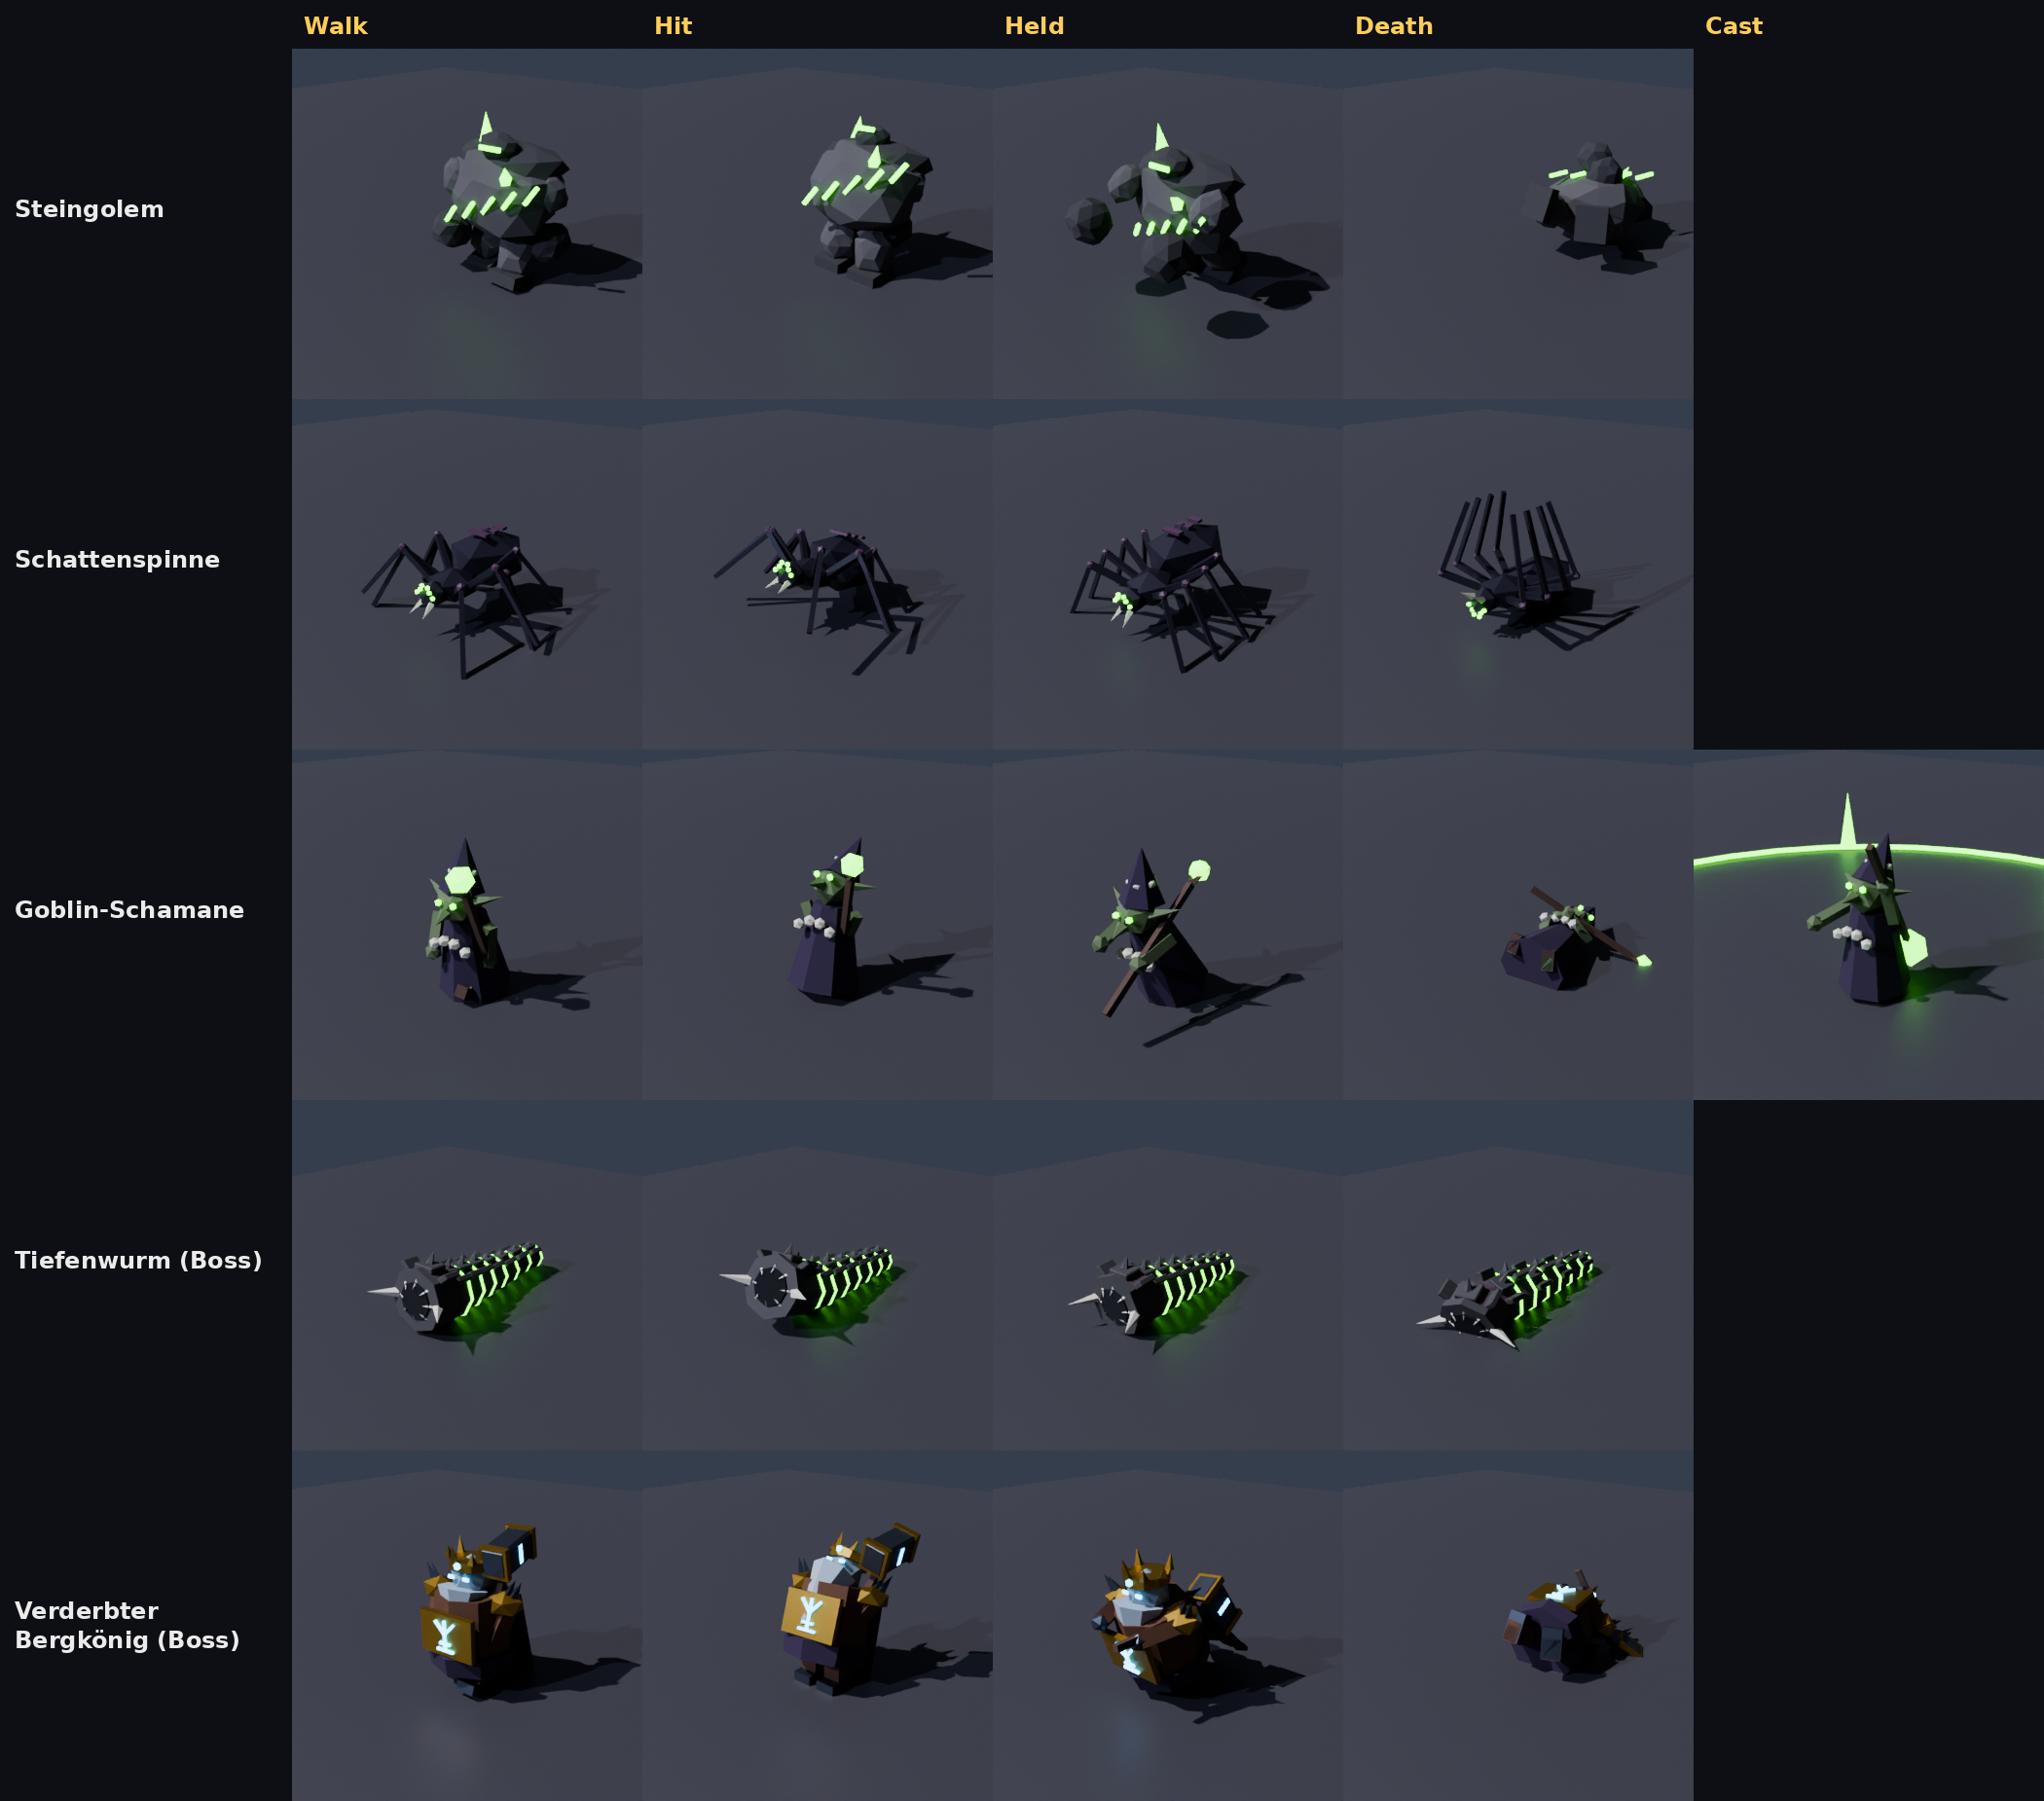 Walk Hit Held Death Cast
Steingolem
Schattenspinne
Goblin-Schamane
Tiefenwurm (Boss)
Verderbter
Bergkönig (Boss)